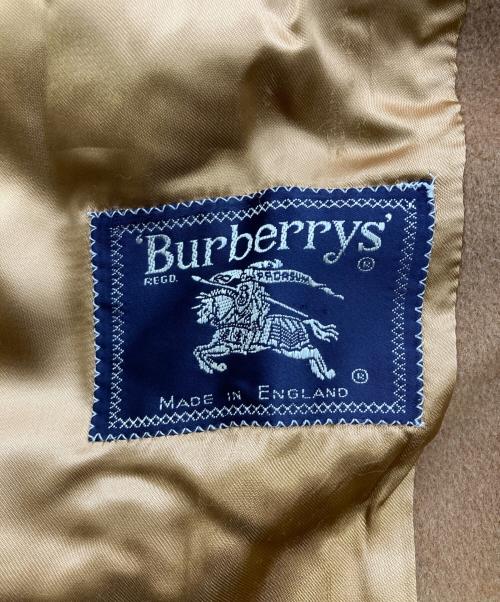 'Burberrys'
REGD. ®
PRORSUM
MADE IN ENGLAND ®